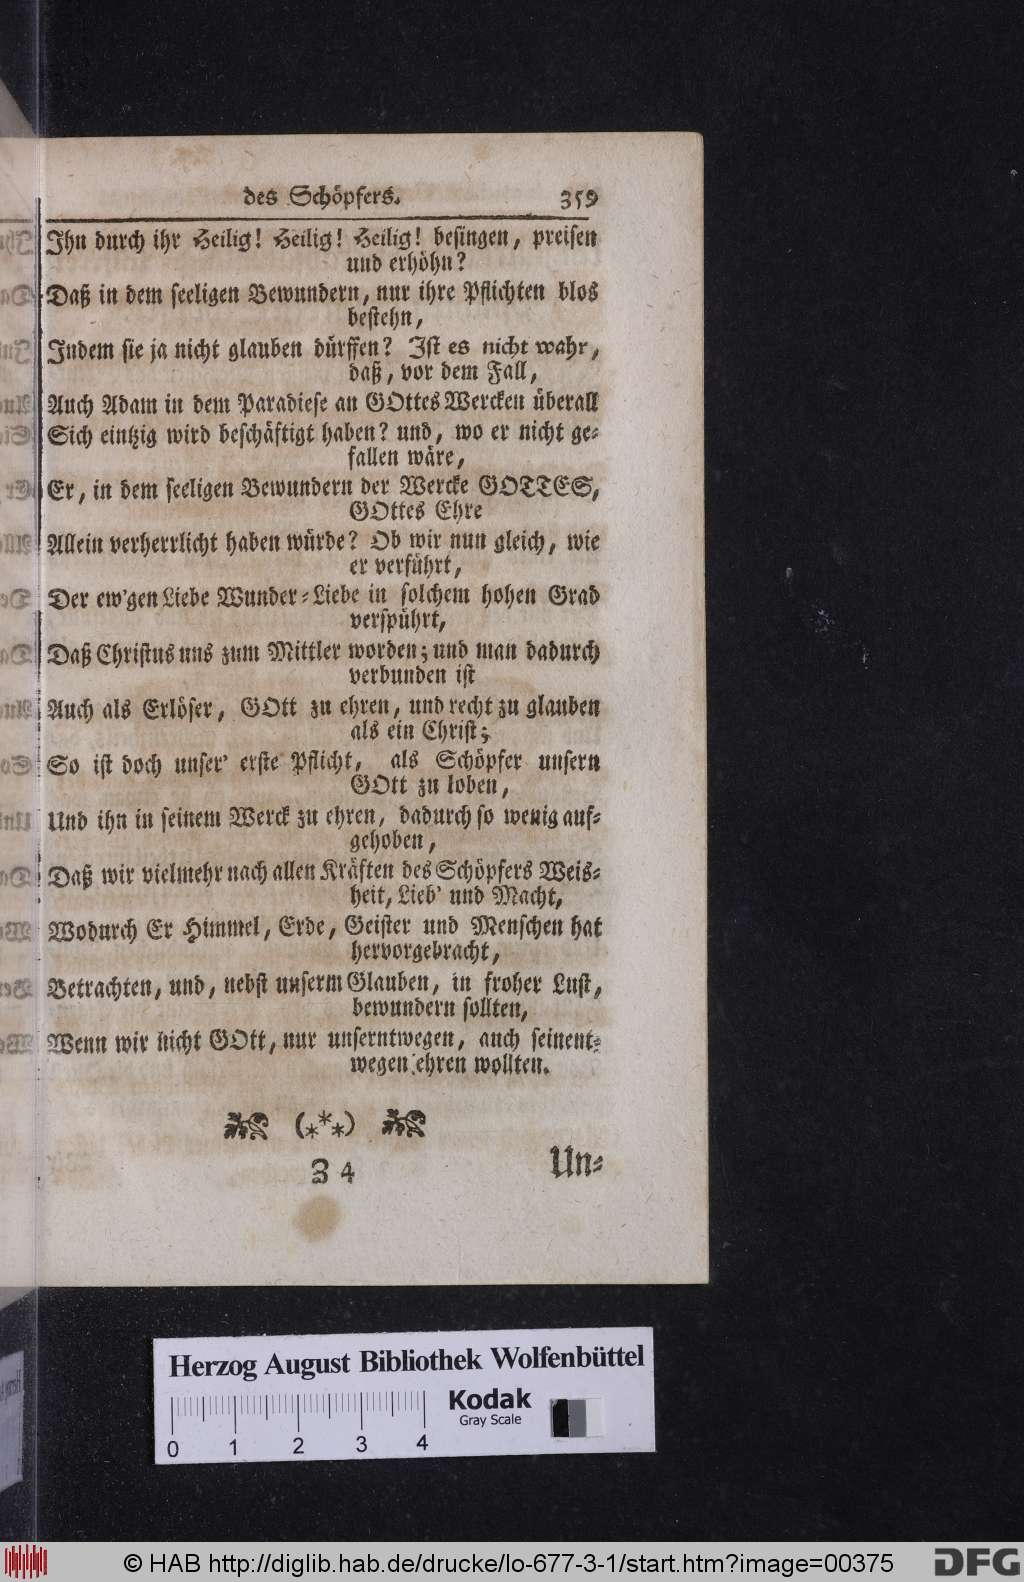 des Schöpfers. 359
Ihn durch ihr Heilig! Heilig! Heilig! besingen, preisen
und erhöhn?
Daß in dem seeligen Bewundern, nur ihre Pflichten blos
bestehn,
Indem sie ja nicht glauben dürffen? Ist es nicht wahr,
daß, vor dem Fall,
Auch Adam in dem Paradiese an GOttes Wercken überall
Sich eintzig wird beschäftigt haben? und, wo er nicht ge-
fallen wäre,
Er, in dem seeligen Bewundern der Wercke GOTTES,
GOttes Ehre
Allein verherrlicht haben würde? Ob wir nun gleich, wie
er verführt,
Der ew'gen Liebe Wunder-Liebe in solchem hohen Grad
verspührt,
Daß Christus uns zum Mittler worden; und man dadurch
verbunden ist
Auch als Erlöser, GOtt zu ehren, und recht zu glauben
als ein Christ;
So ist doch unser' erste Pflicht, als Schöpfer unsern
GOtt zu loben,
Und ihn in seinem Werck zu ehren, dadurch so wenig auf-
gehoben,
Daß wir vielmehr nach allen Kräften des Schöpfers Weis-
heit, Lieb' und Macht,
Wodurch Er Himmel, Erde, Geister und Menschen hat
hervorgebracht,
Betrachten, und, nebst unserm Glauben, in froher Lust,
bewundern sollten,
Wenn wir nicht GOtt, nur unserntwegen, auch seinent-
wegen ehren wollten.
(***)
Z 4 Un-
Herzog August Bibliothek Wolfenbüttel
Kodak
Gray Scale
0 1 2 3 4
© HAB http://diglib.hab.de/drucke/lo-677-3-1/start.htm?image=00375
DFG